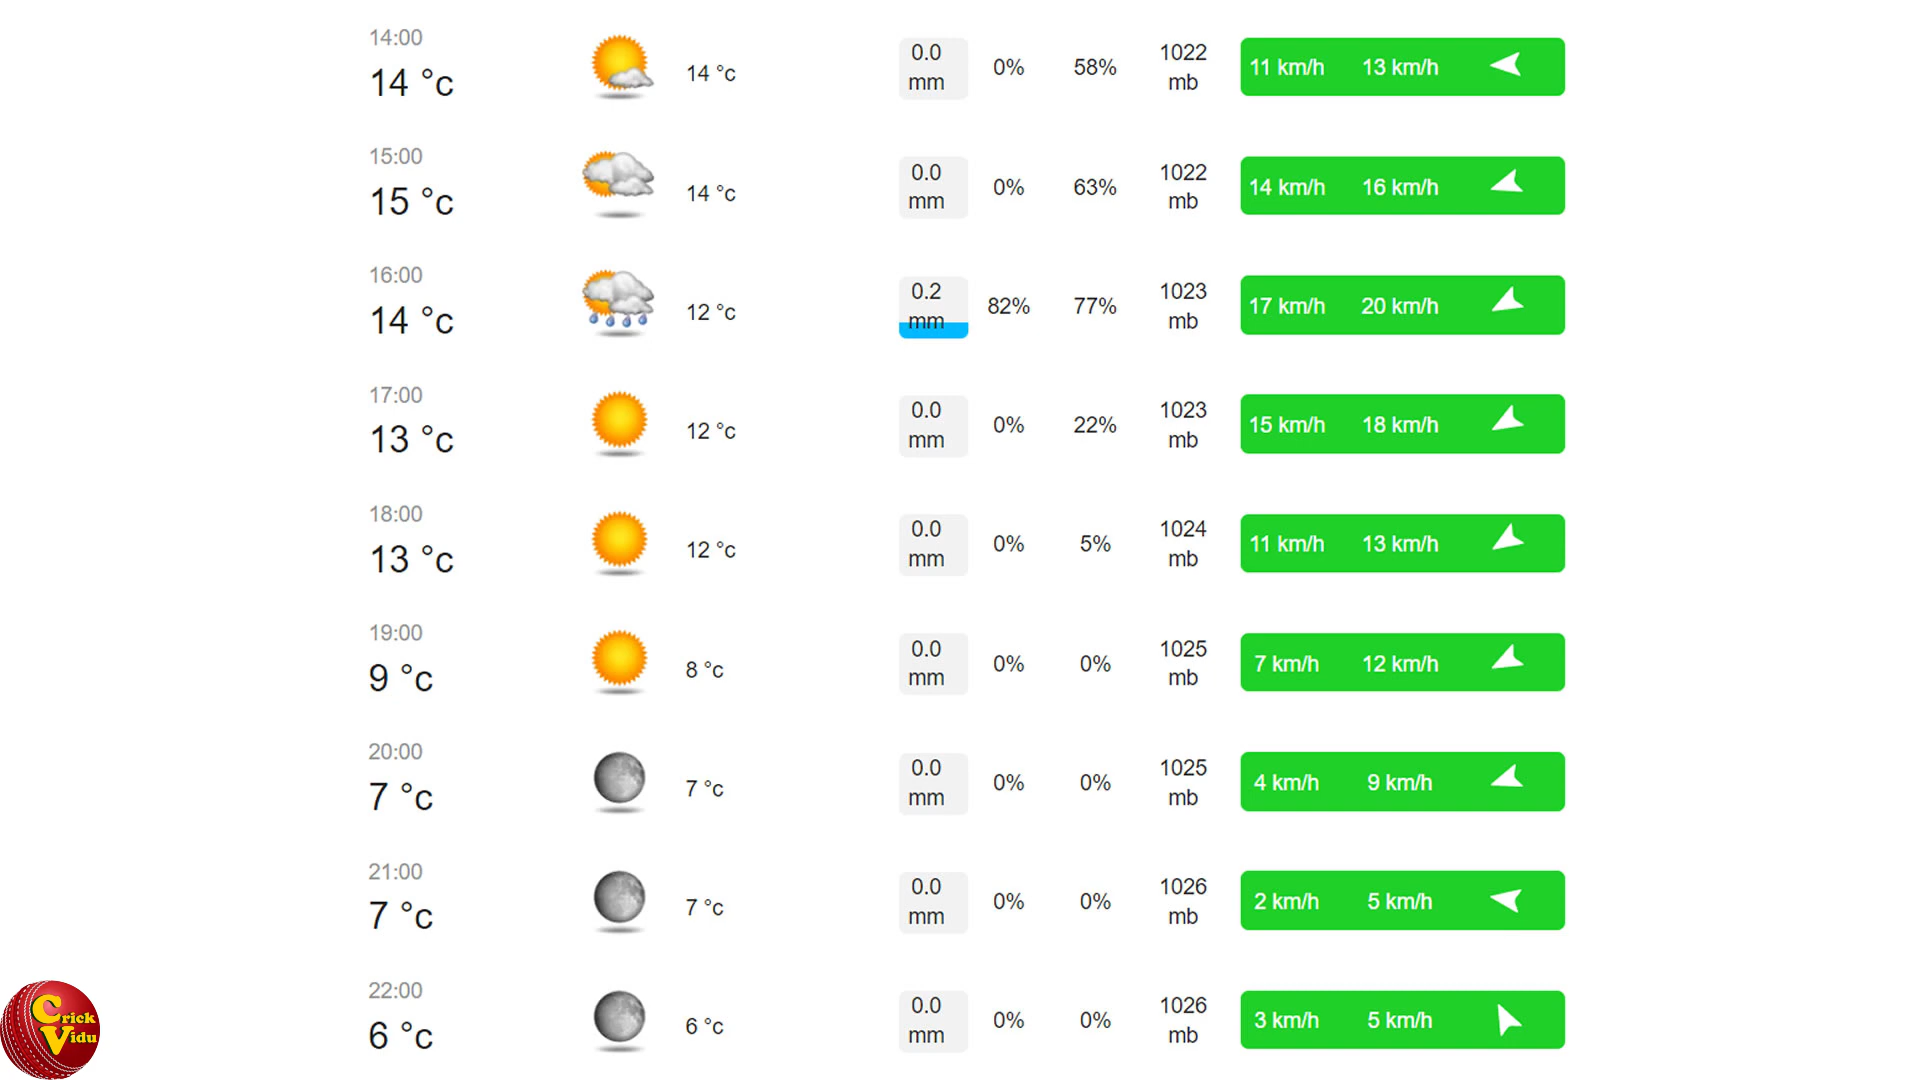 14:00
14 °c
14 °c
0.0
mm
0%
58%
1022
mb
11 km/h
13 km/h
15:00
15 °c
14 °c
0.0
mm
0%
63%
1022
mb
14 km/h
16 km/h
16:00
14 °c
12 °c
0.2
mm
82%
77%
1023
mb
17 km/h
20 km/h
17:00
13 °c
12 °c
0.0
mm
0%
22%
1023
mb
15 km/h
18 km/h
18:00
13 °c
12 °c
0.0
mm
0%
5%
1024
mb
11 km/h
13 km/h
19:00
9 °c
8 °c
0.0
mm
0%
0%
1025
mb
7 km/h
12 km/h
20:00
7 °c
7 °c
0.0
mm
0%
0%
1025
mb
4 km/h
9 km/h
21:00
7 °c
7 °c
0.0
mm
0%
0%
1026
mb
2 km/h
5 km/h
22:00
6 °c
6 °c
0.0
mm
0%
0%
1026
mb
3 km/h
5 km/h
Crick
Vidu